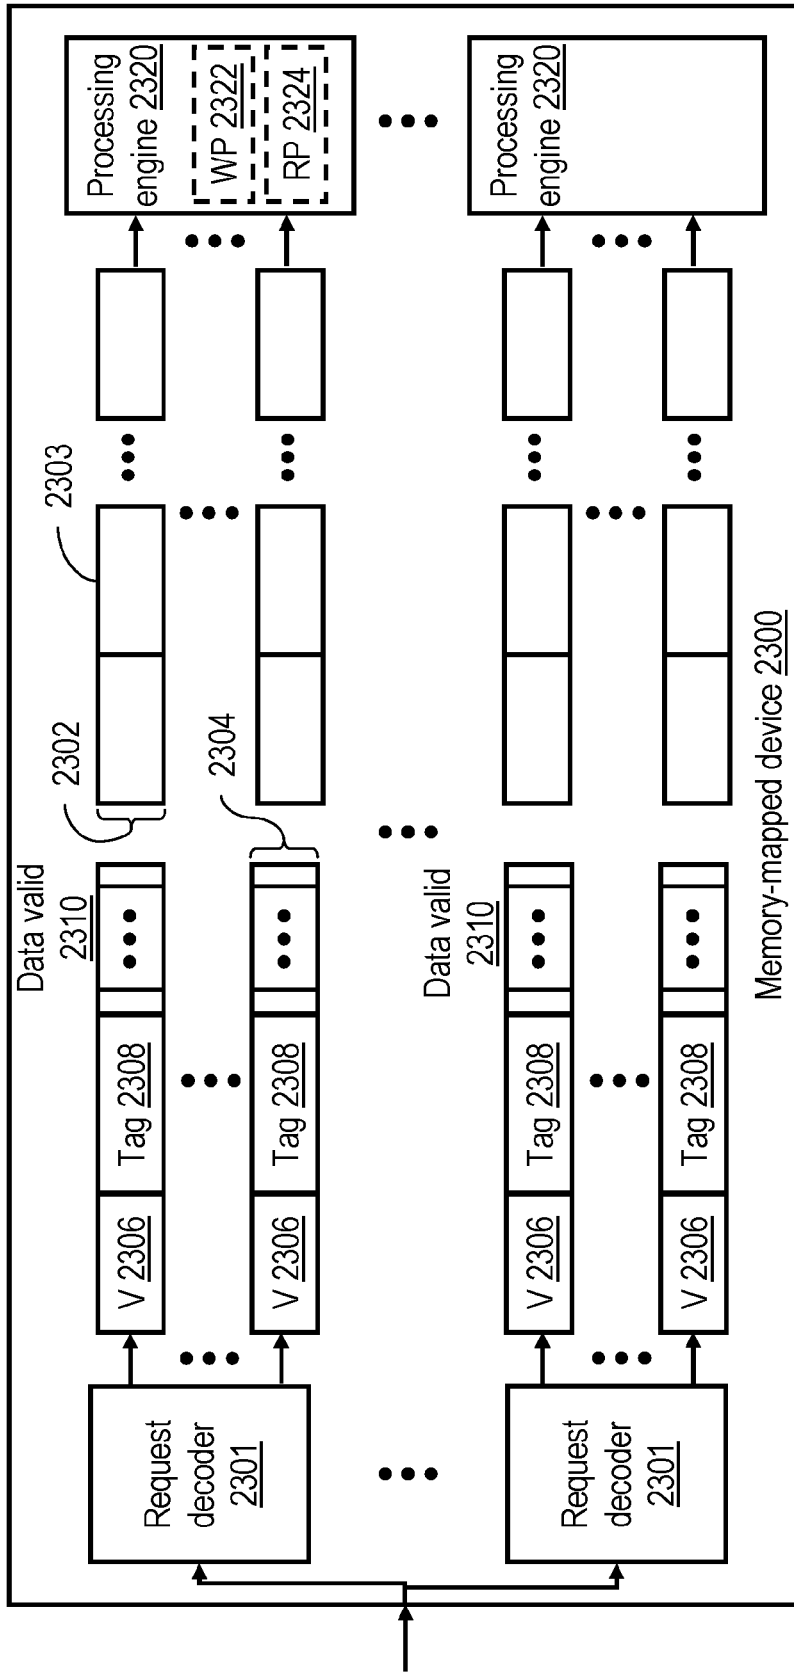 Data valid
2310
2302
2303
Request
decoder
2301
V 2306
Tag 2308
Processing
engine 2320
WP 2322
RP 2324
V 2306
Tag 2308
2304
Data valid
2310
Request
decoder
2301
V 2306
Tag 2308
Processing
engine 2320
V 2306
Tag 2308
Memory-mapped device 2300